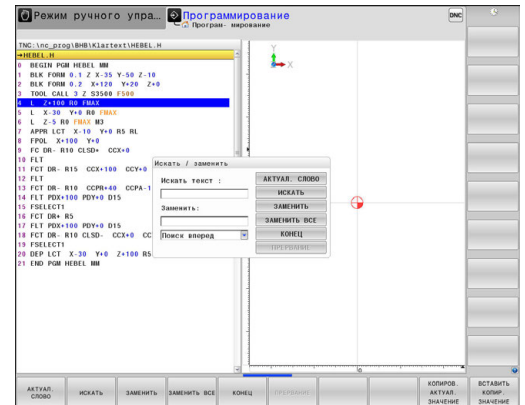 Режим ручного упра...
Программирование
Програм- мирование
DNC
TNC:\nc_prog\BHB\Klartext\HEBEL.H
→HEBEL.H
0 BEGIN PGM HEBEL MM
1 BLK FORM 0.1 Z X-35 Y-50 Z-10
2 BLK FORM 0.2 X+120 Y+20 Z+0
3 TOOL CALL 3 Z S3500 F500
4 L Z+100 R0 FMAX
5 L X-30 Y+0 R0 FMAX
6 L Z-5 R0 FMAX M3
7 APPR LCT X-10 Y+0 R5 RL
8 FPOL X+100 Y+0
9 FC DR- R10 CLSD+ CCX+0
10 FLT
11 FCT DR- R15 CCX+100 CCY+0
12 FLT
13 FCT DR- R10 CCPR+40 CCPA-1
14 FLT PDX+100 PDY+0 D15
15 FSELECT1
16 FCT DR+ R5
17 FLT PDX+100 PDY+0 D15
18 FCT DR- R10 CLSD- CCX+0 CC
19 FSELECT1
20 DEP LCT X-30 Y+0 Z+100 R5
21 END PGM HEBEL MM
Y
X
0
Искать / заменить
Искать текст :
Заменить:
Поиск вперед
АКТУАЛ. СЛОВО
ИСКАТЬ
ЗАМЕНИТЬ
ЗАМЕНИТЬ ВСЕ
КОНЕЦ
ПРЕРВАНИЕ
АКТУАЛ. СЛОВО
ИСКАТЬ
ЗАМЕНИТЬ
ЗАМЕНИТЬ ВСЕ
КОНЕЦ
ПРЕРВАНИЕ
КОПИРОВ. АКТУАЛ. ЗНАЧЕНИЕ
ВСТАВИТЬ КОПИР. ЗНАЧЕНИЕ